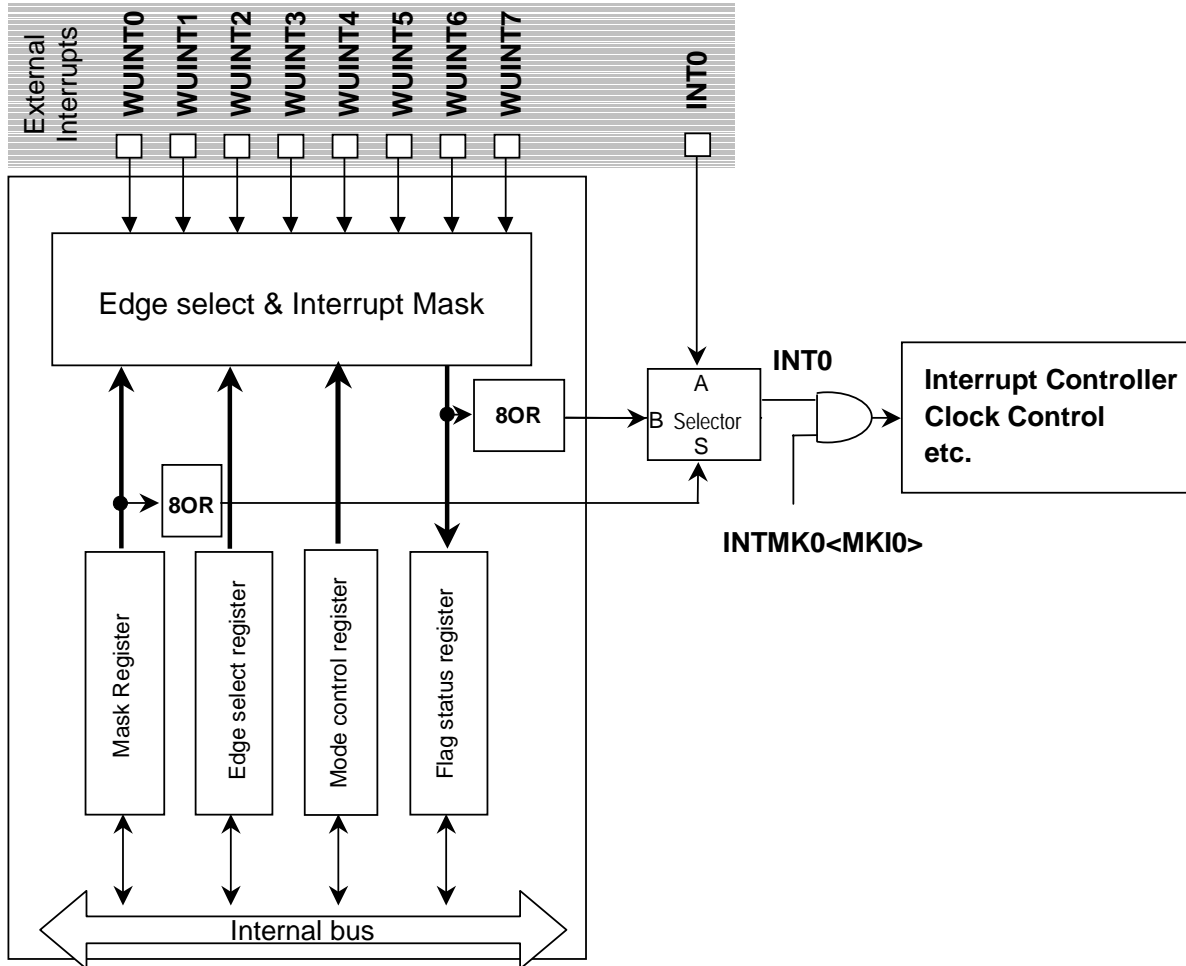 External
Interrupts
WUINT0
WUINT1
WUINT2
WUINT3
WUINT4
WUINT5
WUINT6
WUINT7
INT0
Edge select & Interrupt Mask
8OR
A
B Selector
S
INT0
Interrupt Controller
Clock Control
etc.
8OR
INTMK0<MKI0>
Mask Register
Edge select register
Mode control register
Flag status register
Internal bus